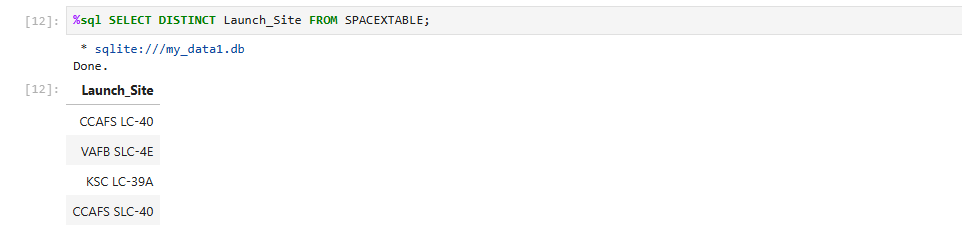 [12]: %sql SELECT DISTINCT Launch_Site FROM SPACEXTABLE;
* sqlite:///my_data1.db
Done.
[12]: Launch_Site
CCAFS LC-40
VAFB SLC-4E
KSC LC-39A
CCAFS SLC-40